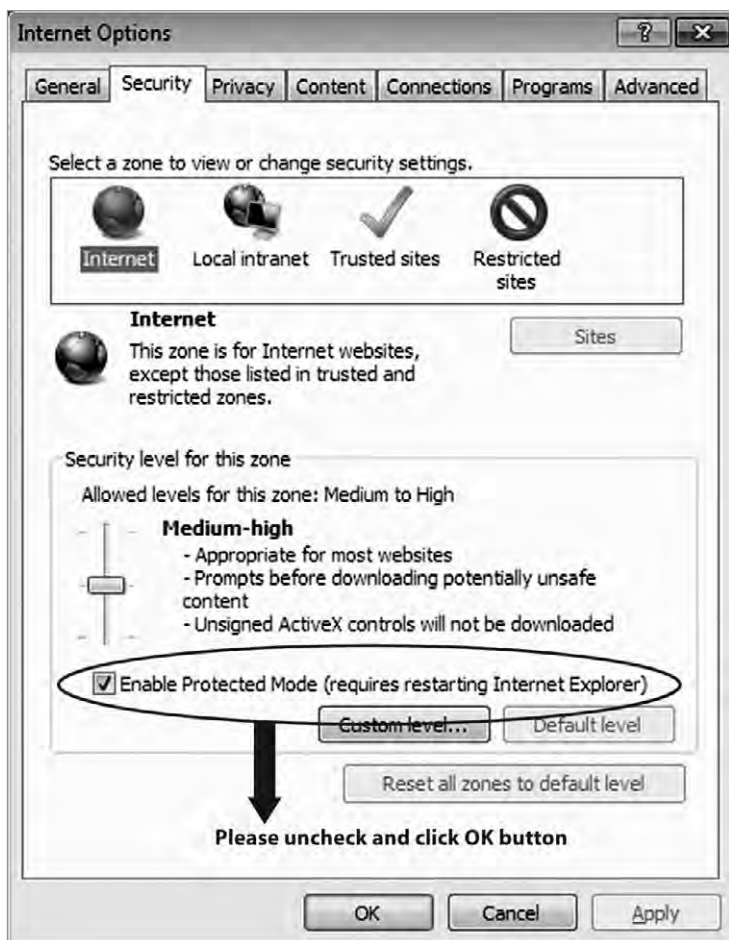 Internet Options
General Security Privacy Content Connections Programs Advanced
Select a zone to view or change security settings.
Internet Local intranet Trusted sites Restricted
sites
Internet
Sites
This zone is for Internet websites,
except those listed in trusted and
restricted zones.
Security level for this zone
Allowed levels for this zone: Medium to High
Medium-high
- Appropriate for most websites
- Prompts before downloading potentially unsafe
content
- Unsigned ActiveX controls will not be downloaded
Enable Protected Mode (requires restarting Internet Explorer)
Custom level... Default level
Reset all zones to default level
Please uncheck and click OK button
OK Cancel Apply